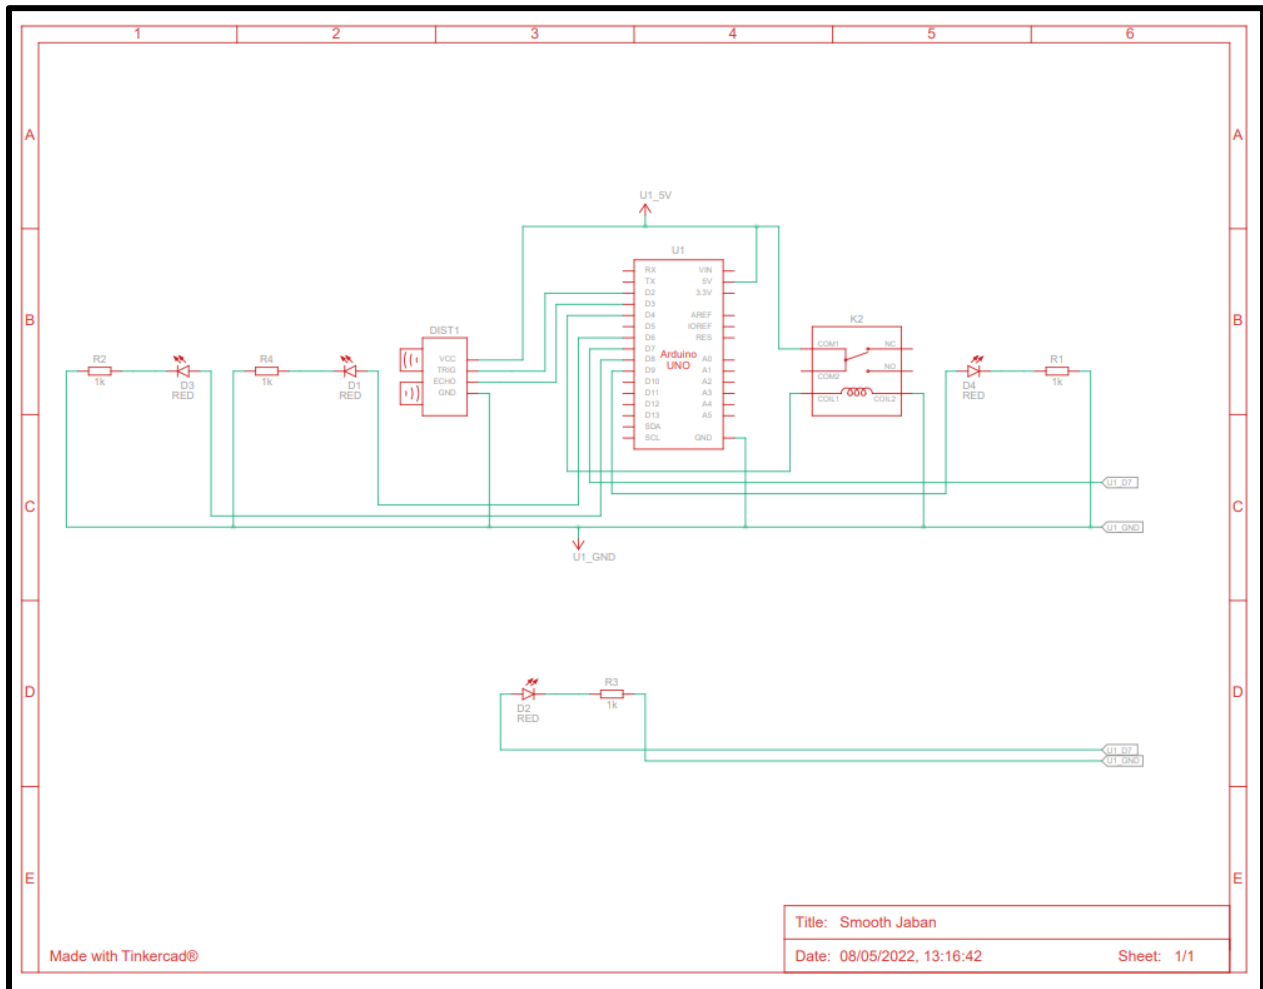 1 2 3 4 5 6
A A
U1_5V
U1
RX VIN
TX 5V
D2 3.3V
D3
D4 AREF
D5 IOREF
D6 RES
D7
D8 A0
D9 A1
D10 A2
D11 A3
D12 A4
D13 A5
SDA
SCL GND
Arduino
UNO
B B
K2
COM1 NC
NO
COM2
COIL1 COIL2
DIST1
VCC
TRIG
ECHO
GND
R2
1k
D3
RED
R4
1k
D1
RED
D4
RED
R1
1k
U1_D7
C C
U1_GND
U1_GND
D2
RED
R3
1k
D D
U1_D7
U1_GND
E E
Title: Smooth Jaban
Made with Tinkercad®
Date: 08/05/2022, 13:16:42 Sheet: 1/1